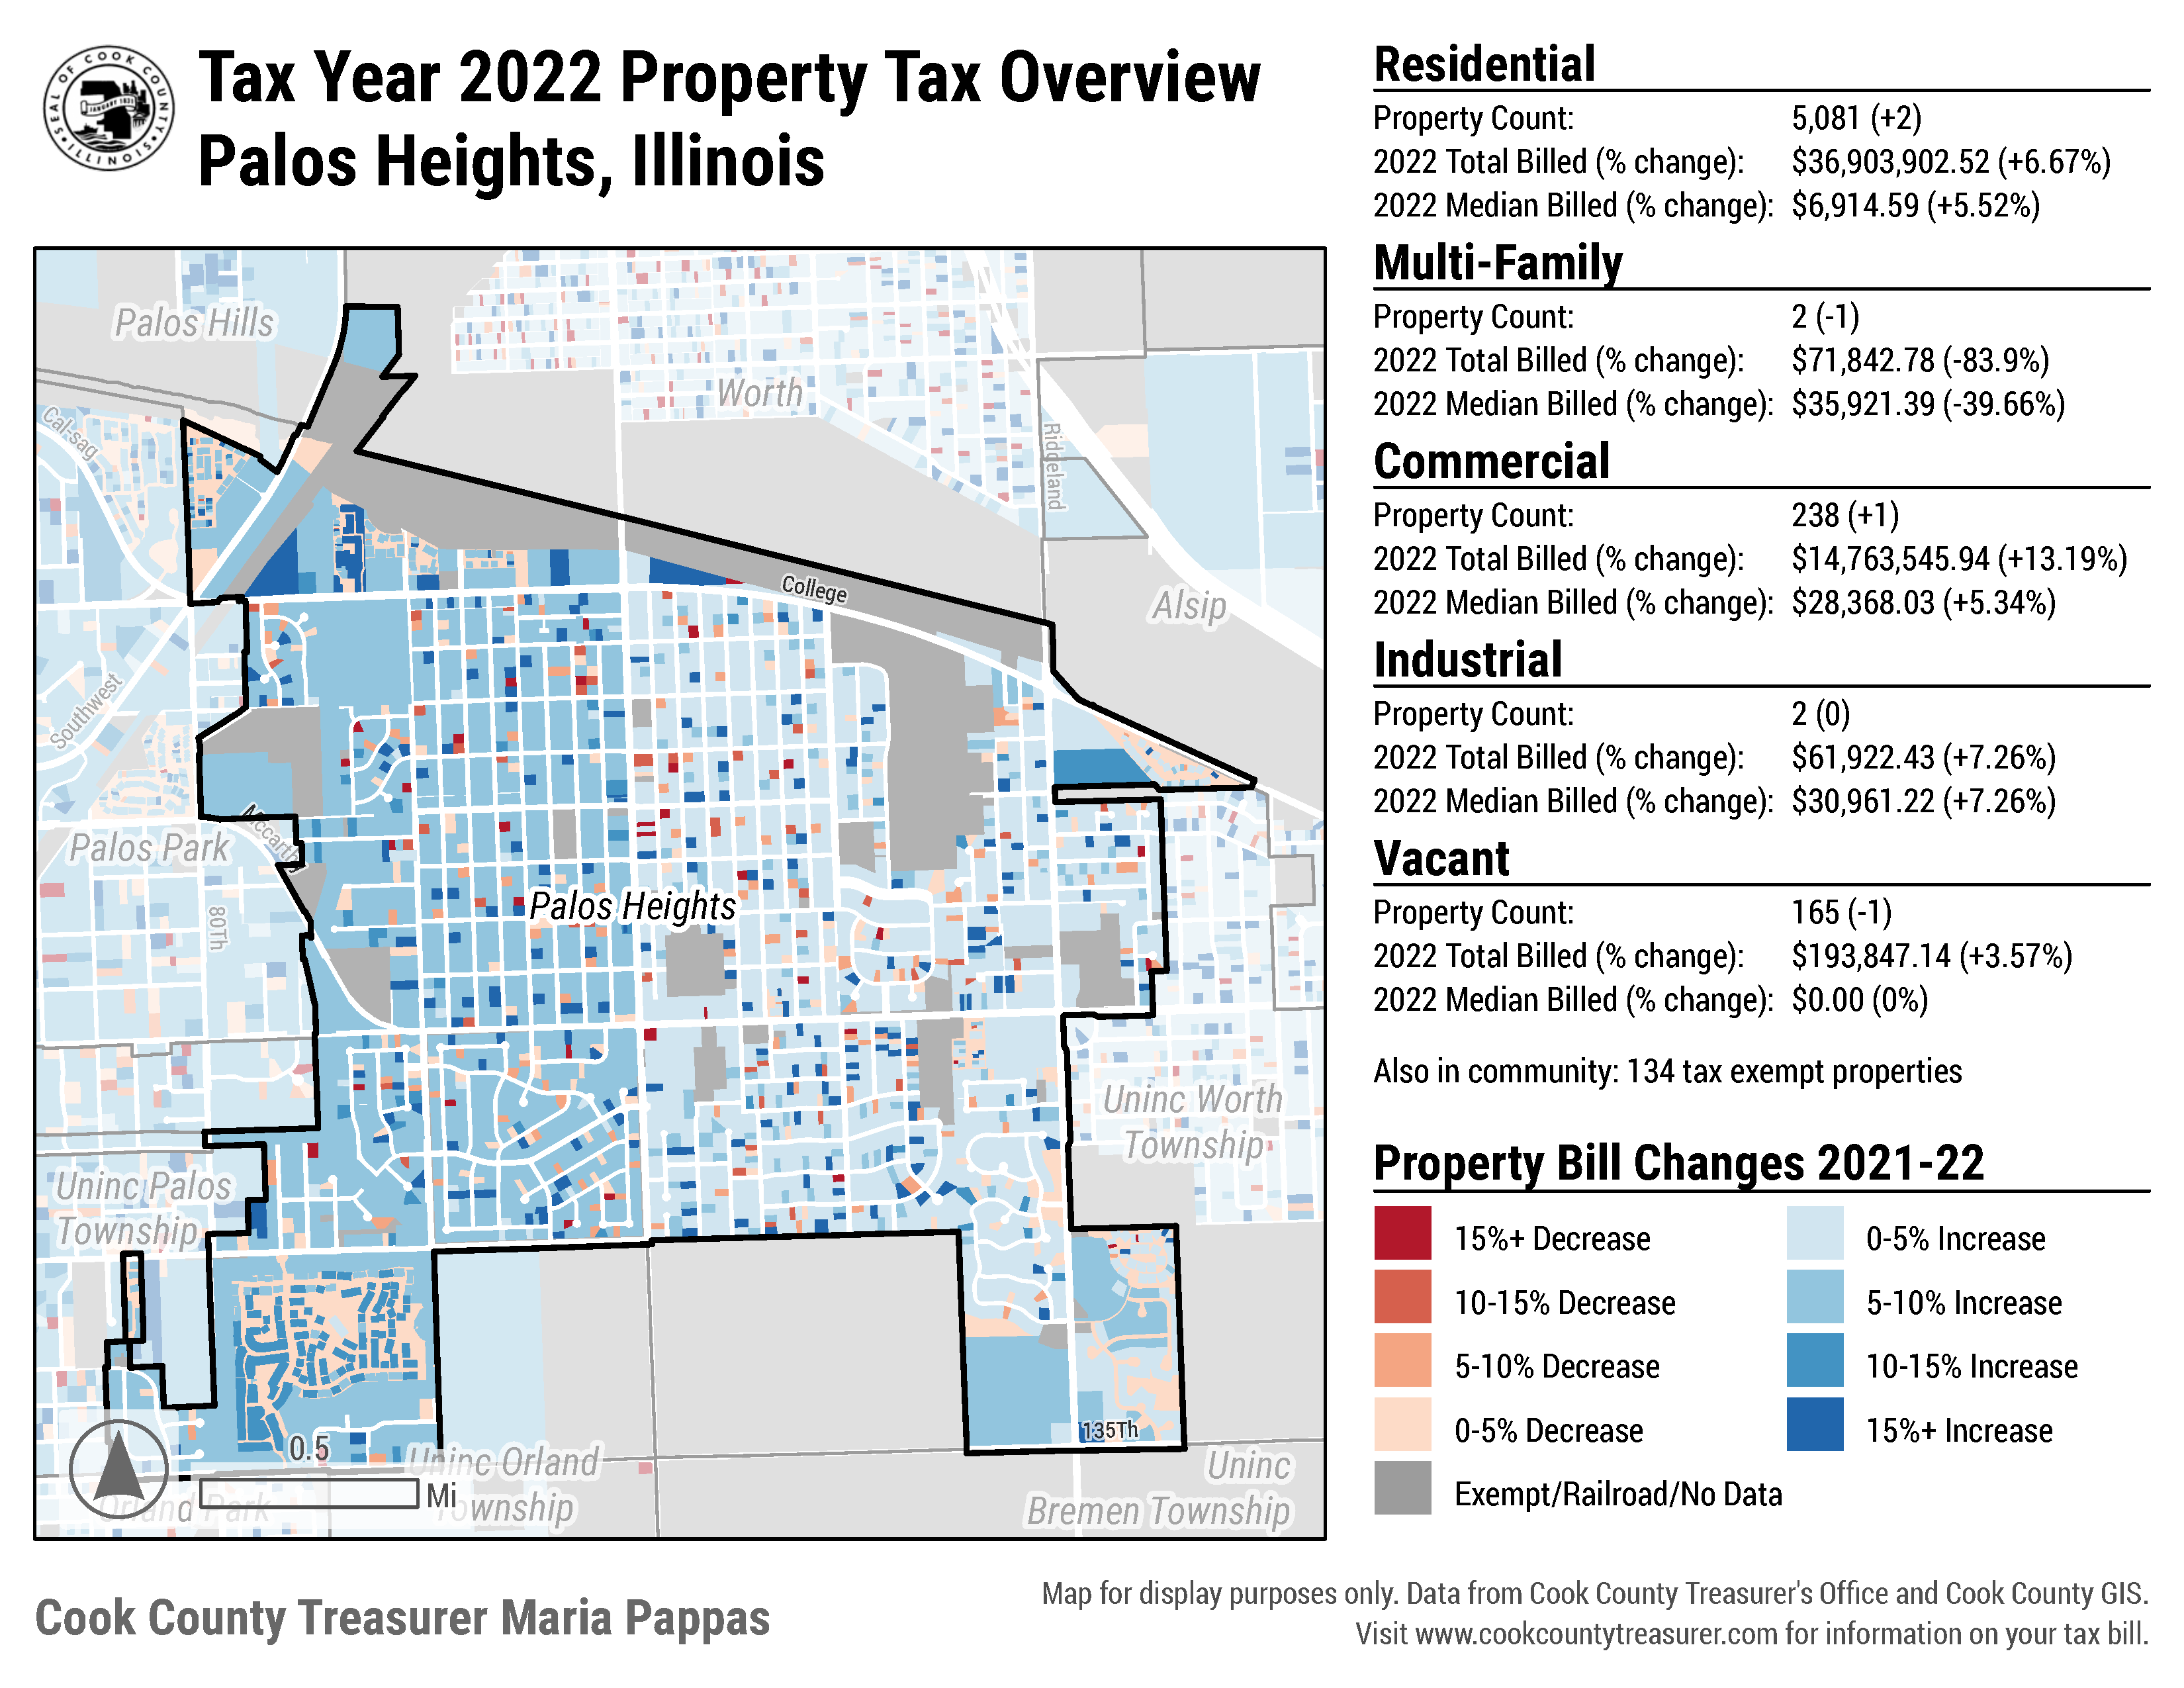 SEAL OF COOK COUNTY
JANUARY 1831
ILLINOIS
Tax Year 2022 Property Tax Overview
Palos Heights, Illinois
Palos Hills
Worth
Cal-sag
Ridgeland
College
Alsip
Southwest
Mccarthy
Palos Park
80Th
Palos Heights
Uninc Worth
Township
Uninc Palos
Township
135Th
0.5
Mi
Uninc Orland
Township
Orland Park
Uninc
Bremen Township
Residential
Property Count: 5,081 (+2)
2022 Total Billed (% change): $36,903,902.52 (+6.67%)
2022 Median Billed (% change): $6,914.59 (+5.52%)
Multi-Family
Property Count: 2 (-1)
2022 Total Billed (% change): $71,842.78 (-83.9%)
2022 Median Billed (% change): $35,921.39 (-39.66%)
Commercial
Property Count: 238 (+1)
2022 Total Billed (% change): $14,763,545.94 (+13.19%)
2022 Median Billed (% change): $28,368.03 (+5.34%)
Industrial
Property Count: 2 (0)
2022 Total Billed (% change): $61,922.43 (+7.26%)
2022 Median Billed (% change): $30,961.22 (+7.26%)
Vacant
Property Count: 165 (-1)
2022 Total Billed (% change): $193,847.14 (+3.57%)
2022 Median Billed (% change): $0.00 (0%)
Also in community: 134 tax exempt properties
Property Bill Changes 2021-22
15%+ Decrease
10-15% Decrease
5-10% Decrease
0-5% Decrease
Exempt/Railroad/No Data
0-5% Increase
5-10% Increase
10-15% Increase
15%+ Increase
Cook County Treasurer Maria Pappas
Map for display purposes only. Data from Cook County Treasurer's Office and Cook County GIS.
Visit www.cookcountytreasurer.com for information on your tax bill.